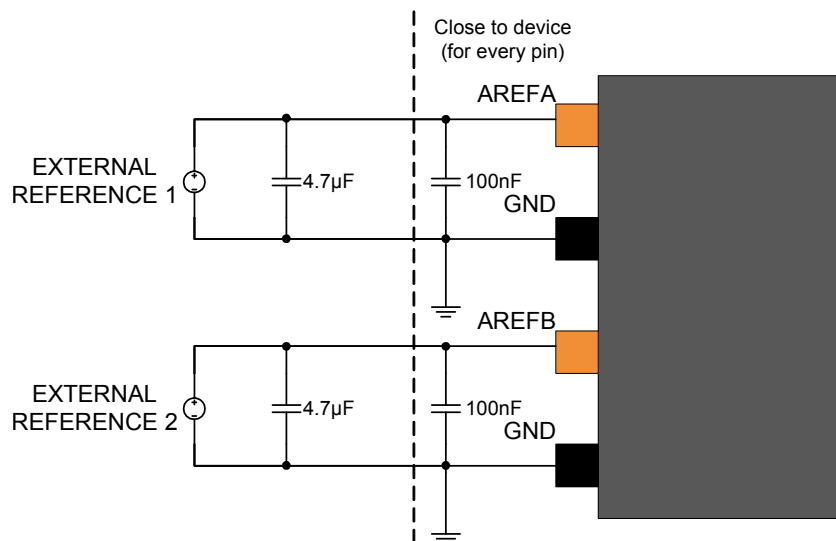 Close to device
(for every pin)
AREFA
EXTERNAL
REFERENCE 1
4.7µF
100nF
GND
AREFB
EXTERNAL
REFERENCE 2
4.7µF
100nF
GND